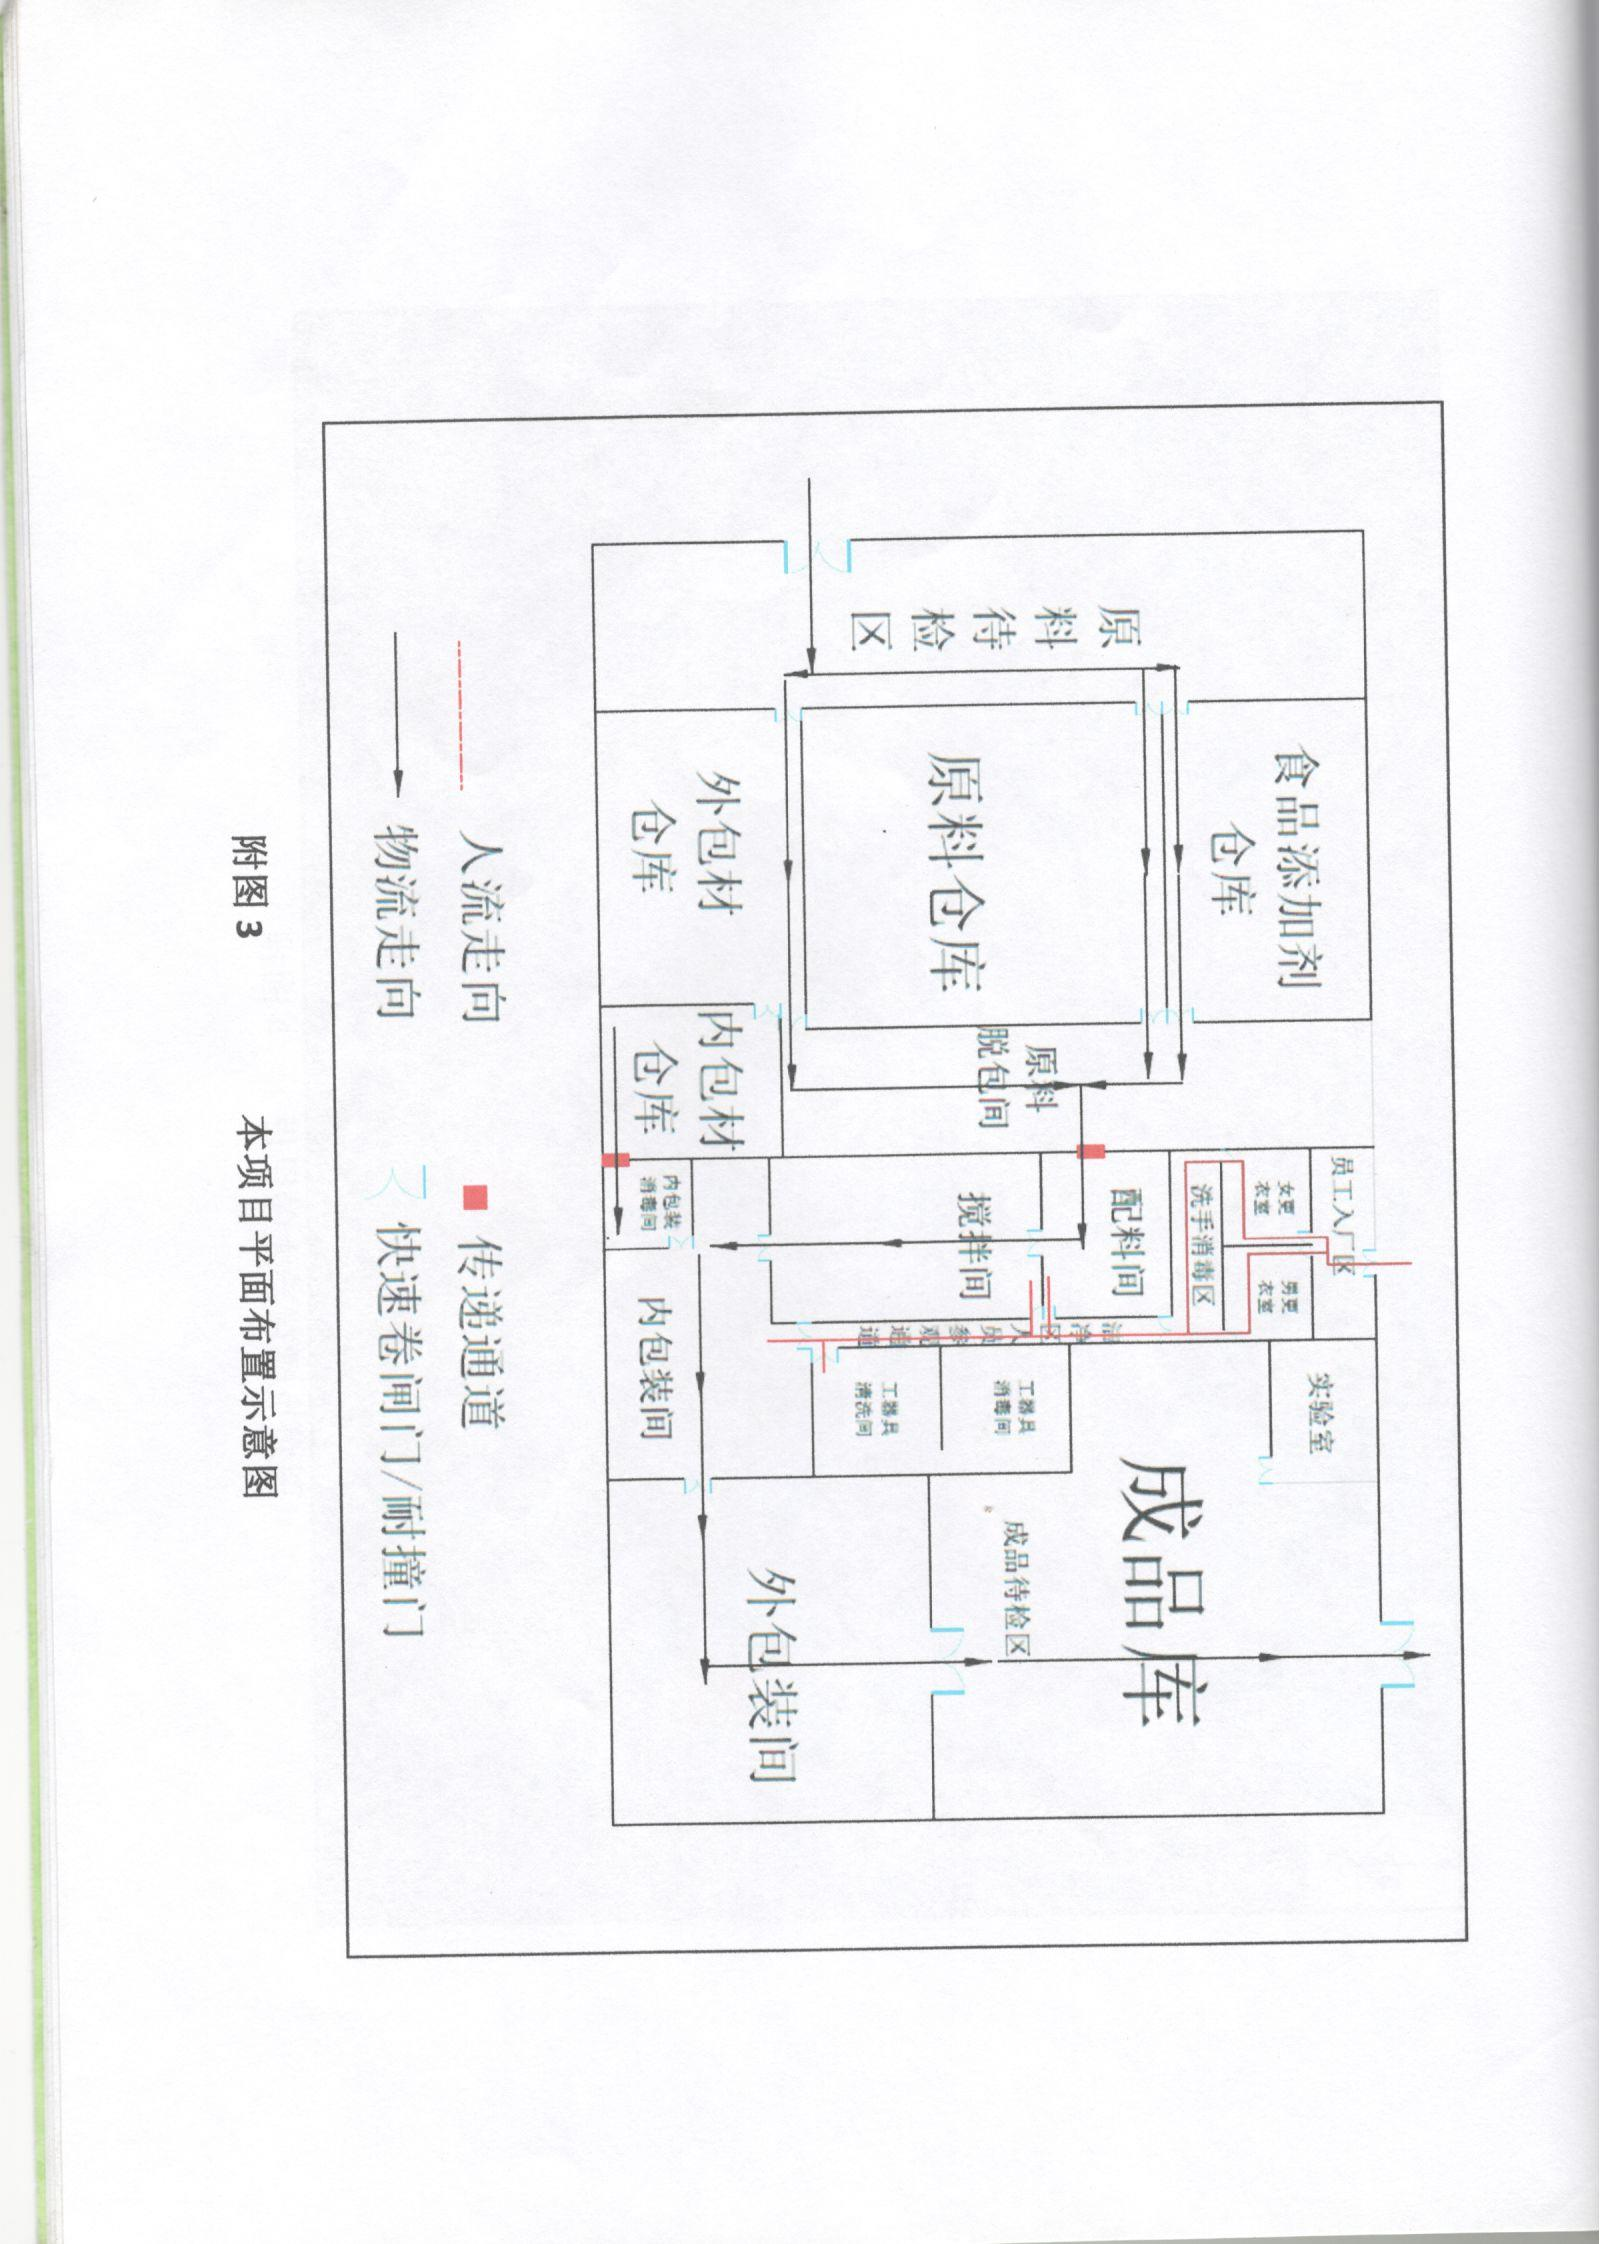 食品添加剂
仓库
原料待检区
原料仓库
外包材
仓库
原料
脱包间
内包材
仓库
员工入厂区
女更
衣室
男更
衣室
洗手消毒区
配料间
搅拌间
内包装
消毒间
洁净区人员参观通道
内包装间
实验室
工器具
消毒间
工器具
清洗间
成品库
成品待检区
外包装间
人流走向
传递通道
物流走向
快速卷闸门/耐撞门
附图 3 本项目平面布置示意图